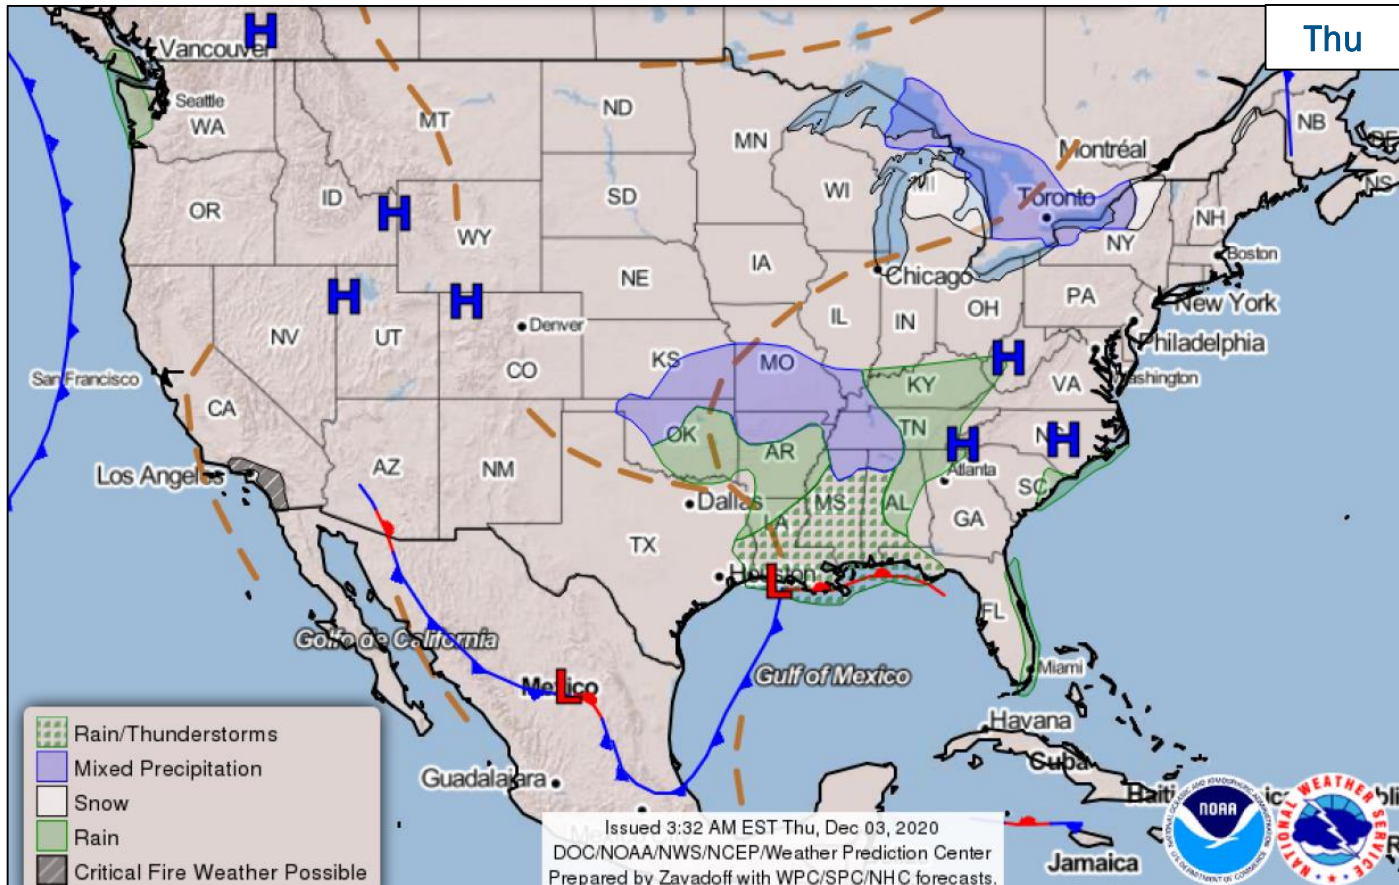 Thu
H
Vancouver
Seattle
WA
MT
ND
MN
Montréal
NB
NS
OR
ID
H
WY
SD
WI
MI
Toronto
NH
NY
Boston
IA
NE
Chicago
PA
New York
H
H
NV
UT
Denver
CO
IL
IN
OH
Philadelphia
San Francisco
KS
MO
H
KY
VA
CA
OK
AR
TN
H
H
Los Angeles
AZ
NM
Atlanta
SC
Dallas
LA
MS
AL
GA
TX
Houston
L
FL
Golfo de California
Mexico
L
Gulf of Mexico
Miami
Havana
Cuba
Guadalajara
Jamaica
Rain/Thunderstorms
Mixed Precipitation
Snow
Rain
Critical Fire Weather Possible
Issued 3:32 AM EST Thu, Dec 03, 2020
DOC/NOAA/NWS/NCEP/Weather Prediction Center
Prepared by Zavadoff with WPC/SPC/NHC forecasts.
NOAA
NATIONAL WEATHER SERVICE